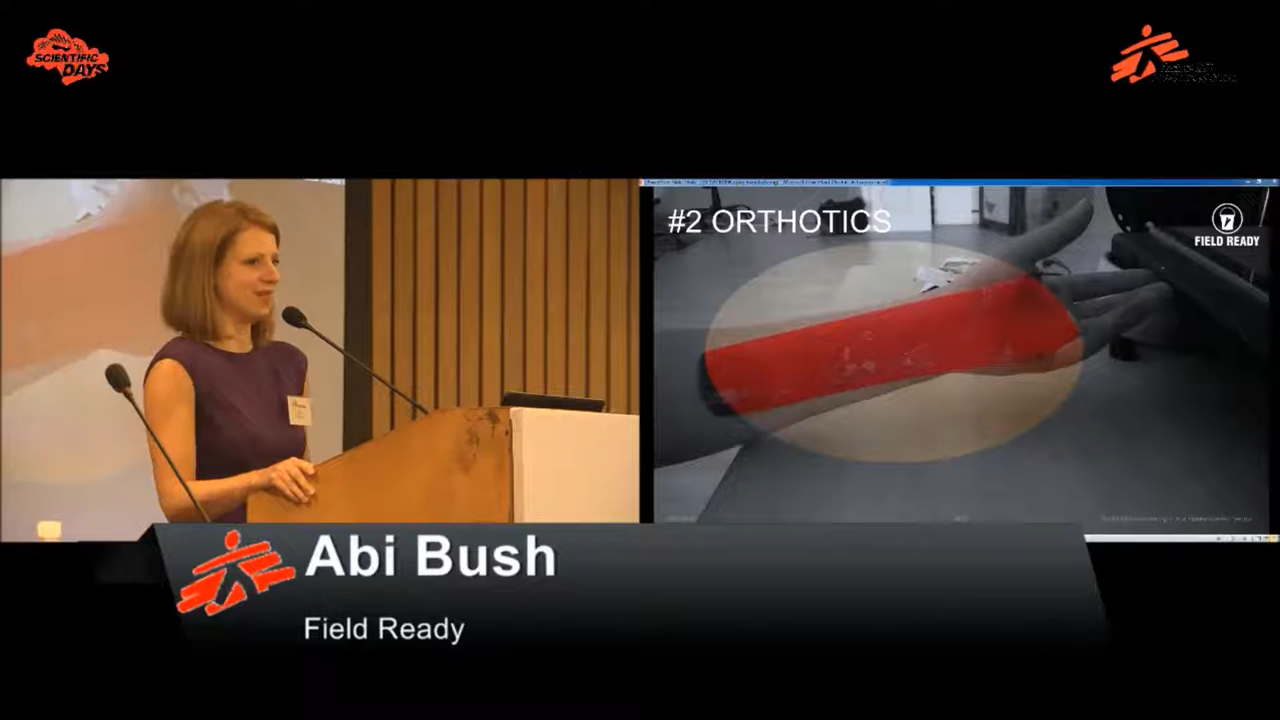 SCIENTIFIC
DAYS
#2 ORTHOTICS
FIELD READY
Abi Bush
Field Ready